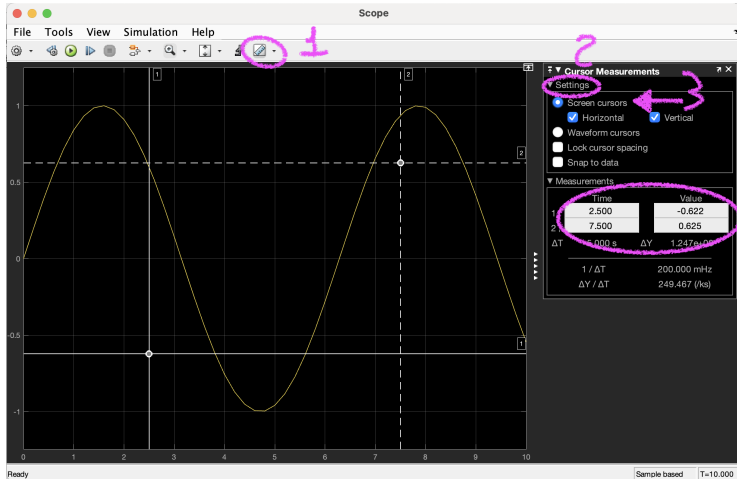 Scope
File Tools View Simulation Help
1
2
3
1
2
1
0.5
0
-0.5
-1
2
1
0 1 2 3 4 5 6 7 8 9 10
Cursor Measurements
Settings
Screen cursors
Horizontal Vertical
Waveform cursors
Lock cursor spacing
Snap to data
Measurements
Time Value
1 2.500 -0.622
2 7.500 0.625
ΔT 5.000 s ΔY 1.247e+00
1 / ΔT 200.000 mHz
ΔY / ΔT 249.467 (/ks)
Ready Sample based T=10.000